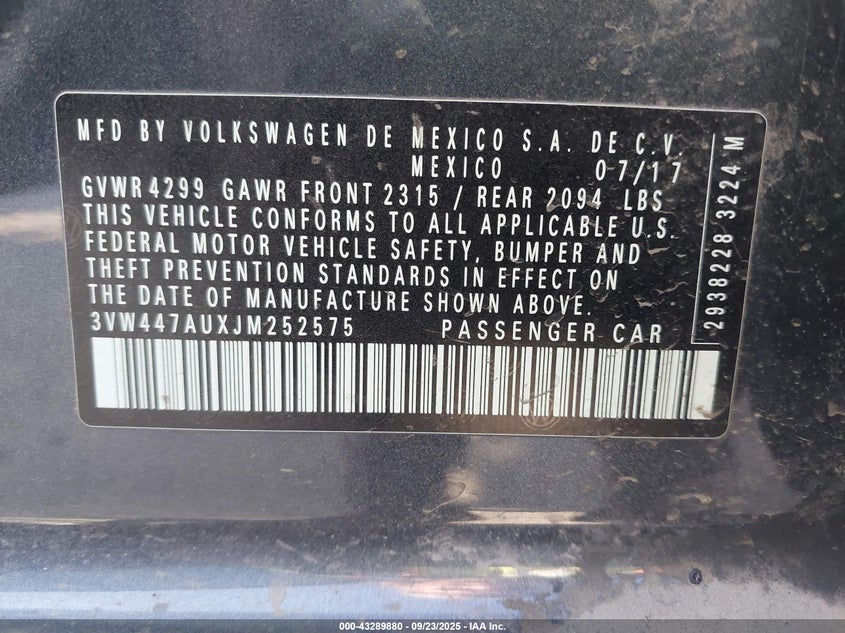 MFD BY VOLKSWAGEN DE MEXICO S.A. DE C.V.
MEXICO 07/17
GVWR 4299 GAWR FRONT 2315 / REAR 2094 LBS
THIS VEHICLE CONFORMS TO ALL APPLICABLE U.S.
FEDERAL MOTOR VEHICLE SAFETY, BUMPER AND
THEFT PREVENTION STANDARDS IN EFFECT ON
THE DATE OF MANUFACTURE SHOWN ABOVE.
3VW447AUXJM252575 PASSENGER CAR
2938228 3224 M
000-43289880 - 09/23/2025 - IAA Inc.